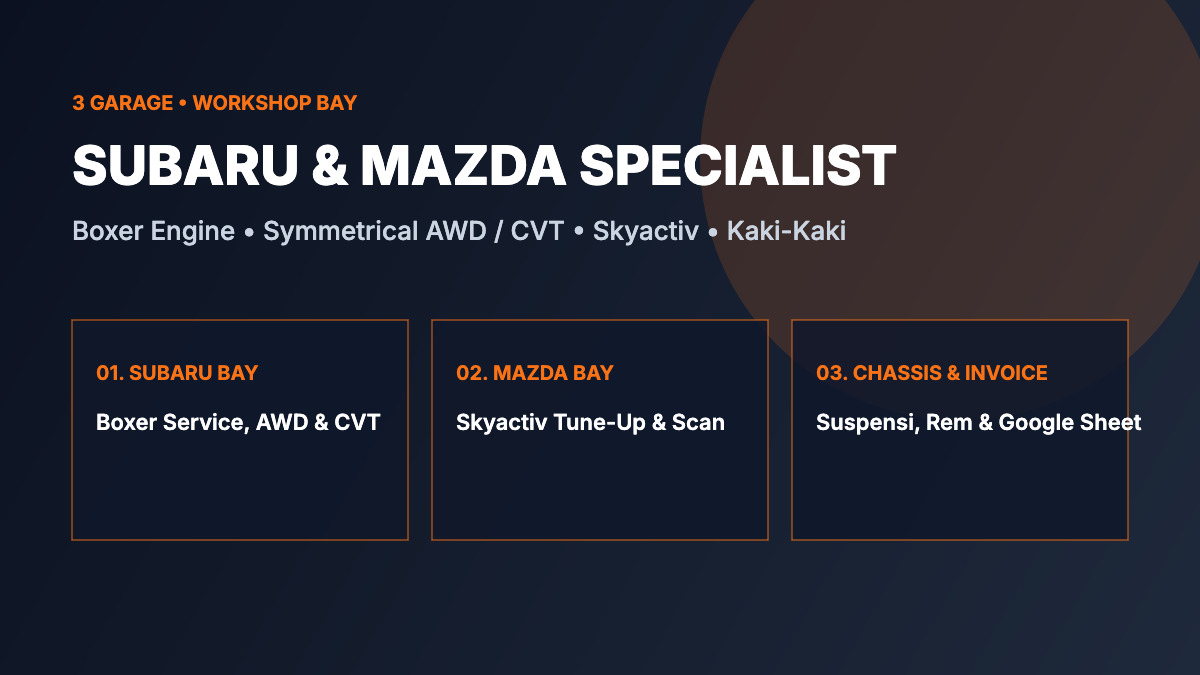 3 GARAGE • WORKSHOP BAY
SUBARU & MAZDA SPECIALIST
Boxer Engine • Symmetrical AWD / CVT • Skyactiv • Kaki-Kaki
01. SUBARU BAY
Boxer Service, AWD & CVT
02. MAZDA BAY
Skyactiv Tune-Up & Scan
03. CHASSIS & INVOICE
Suspensi, Rem & Google Sheet